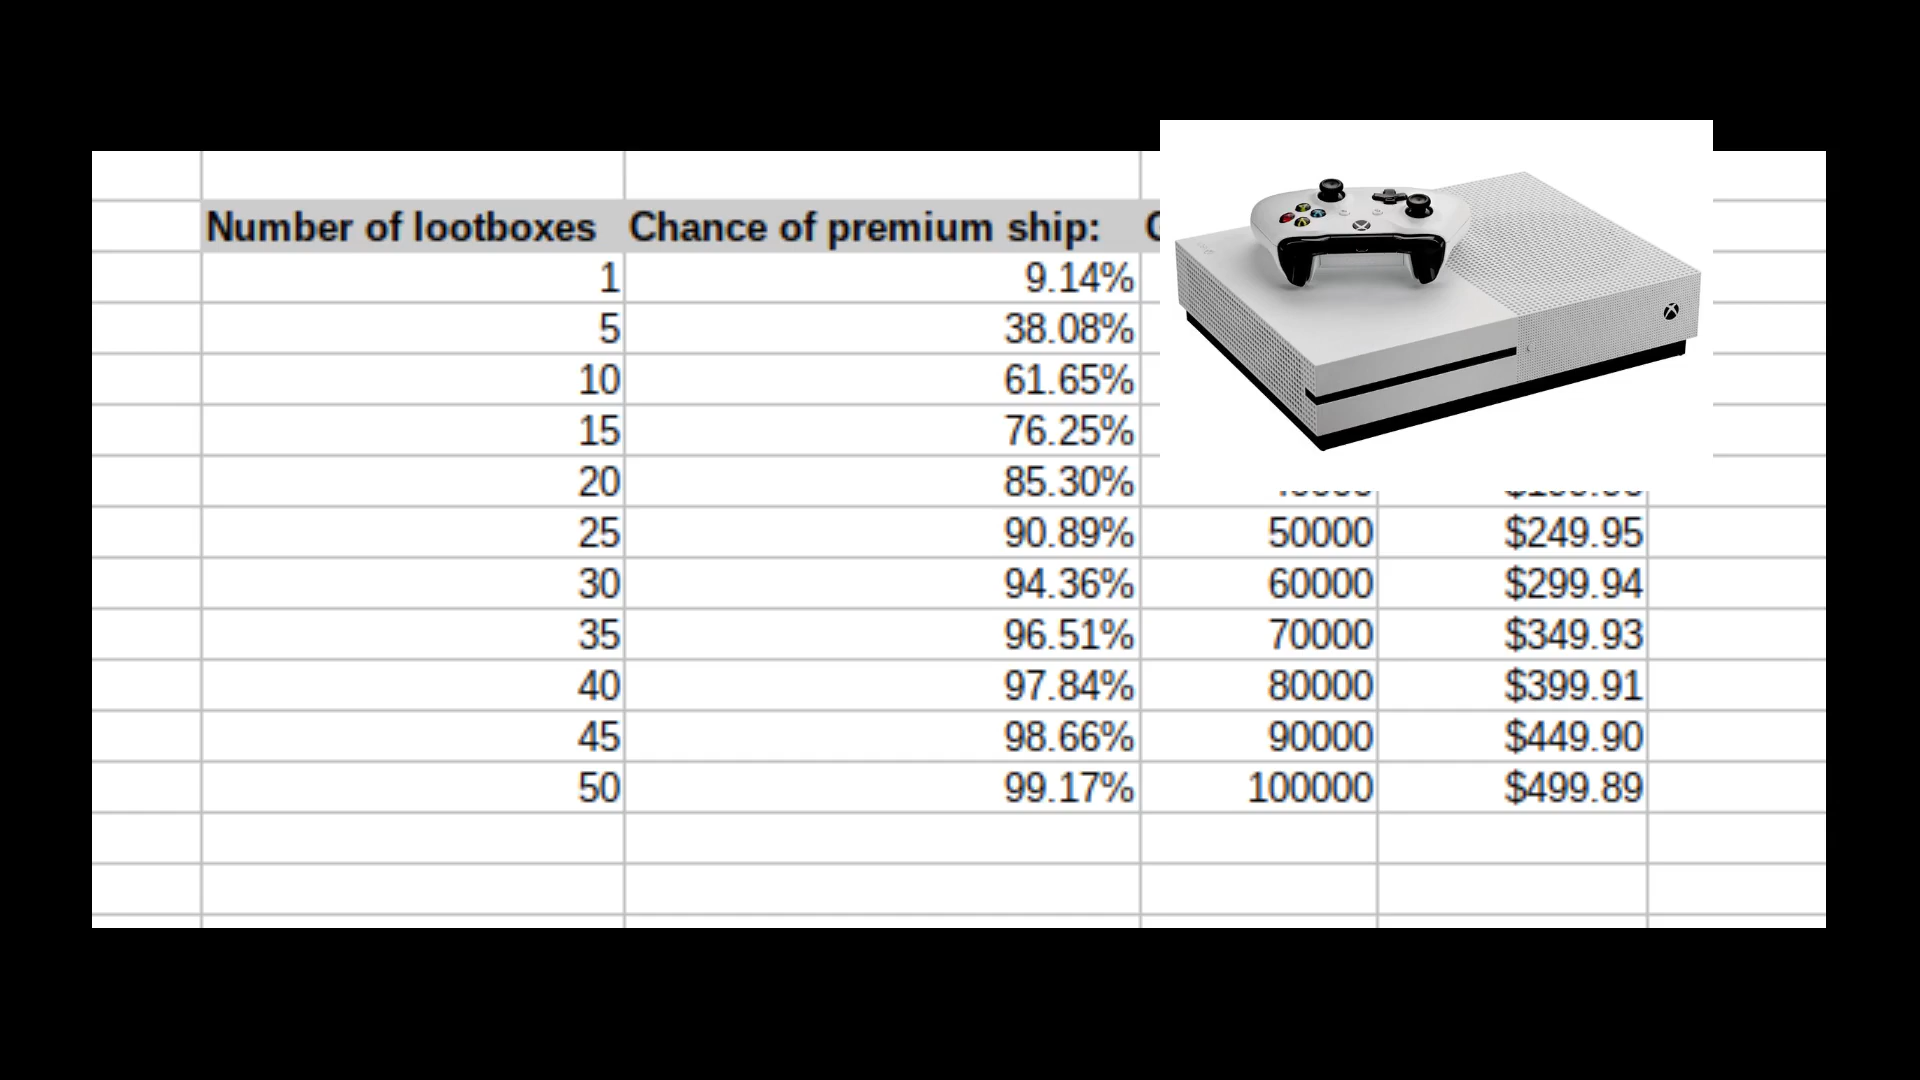 Number of lootboxes Chance of premium ship:
1 9.14%
5 38.08%
10 61.65%
15 76.25%
20 85.30%
25 90.89% 50000 $249.95
30 94.36% 60000 $299.94
35 96.51% 70000 $349.93
40 97.84% 80000 $399.91
45 98.66% 90000 $449.90
50 99.17% 100000 $499.89